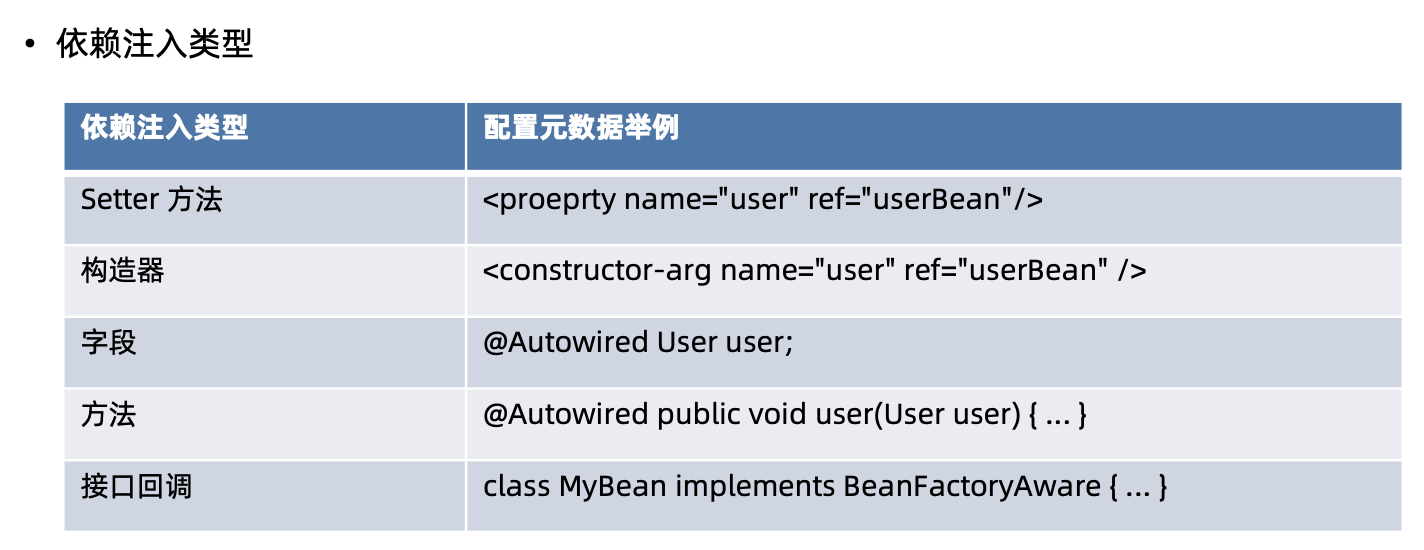 • 依赖注入类型
依赖注入类型 配置元数据举例
Setter 方法 <proeprty name="user" ref="userBean"/>
构造器 <constructor-arg name="user" ref="userBean" />
字段 @Autowired User user;
方法 @Autowired public void user(User user) { ... }
接口回调 class MyBean implements BeanFactoryAware { ... }